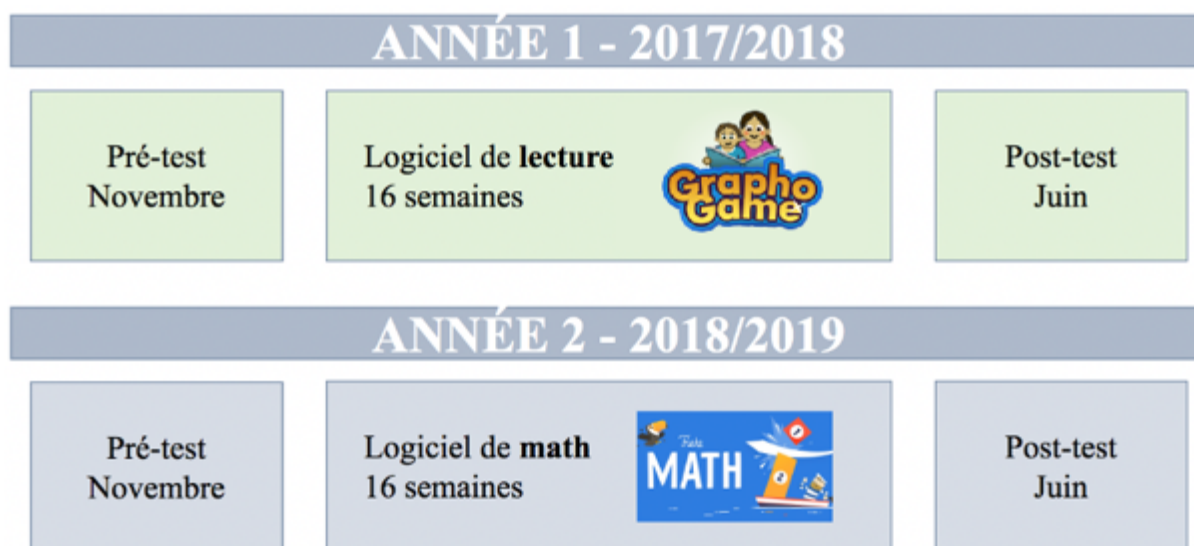 ANNÉE 1 - 2017/2018
Pré-test
Novembre
Logiciel de lecture
16 semaines
Grapho
Game
Post-test
Juin
ANNÉE 2 - 2018/2019
Pré-test
Novembre
Logiciel de math
16 semaines
MATH
Post-test
Juin